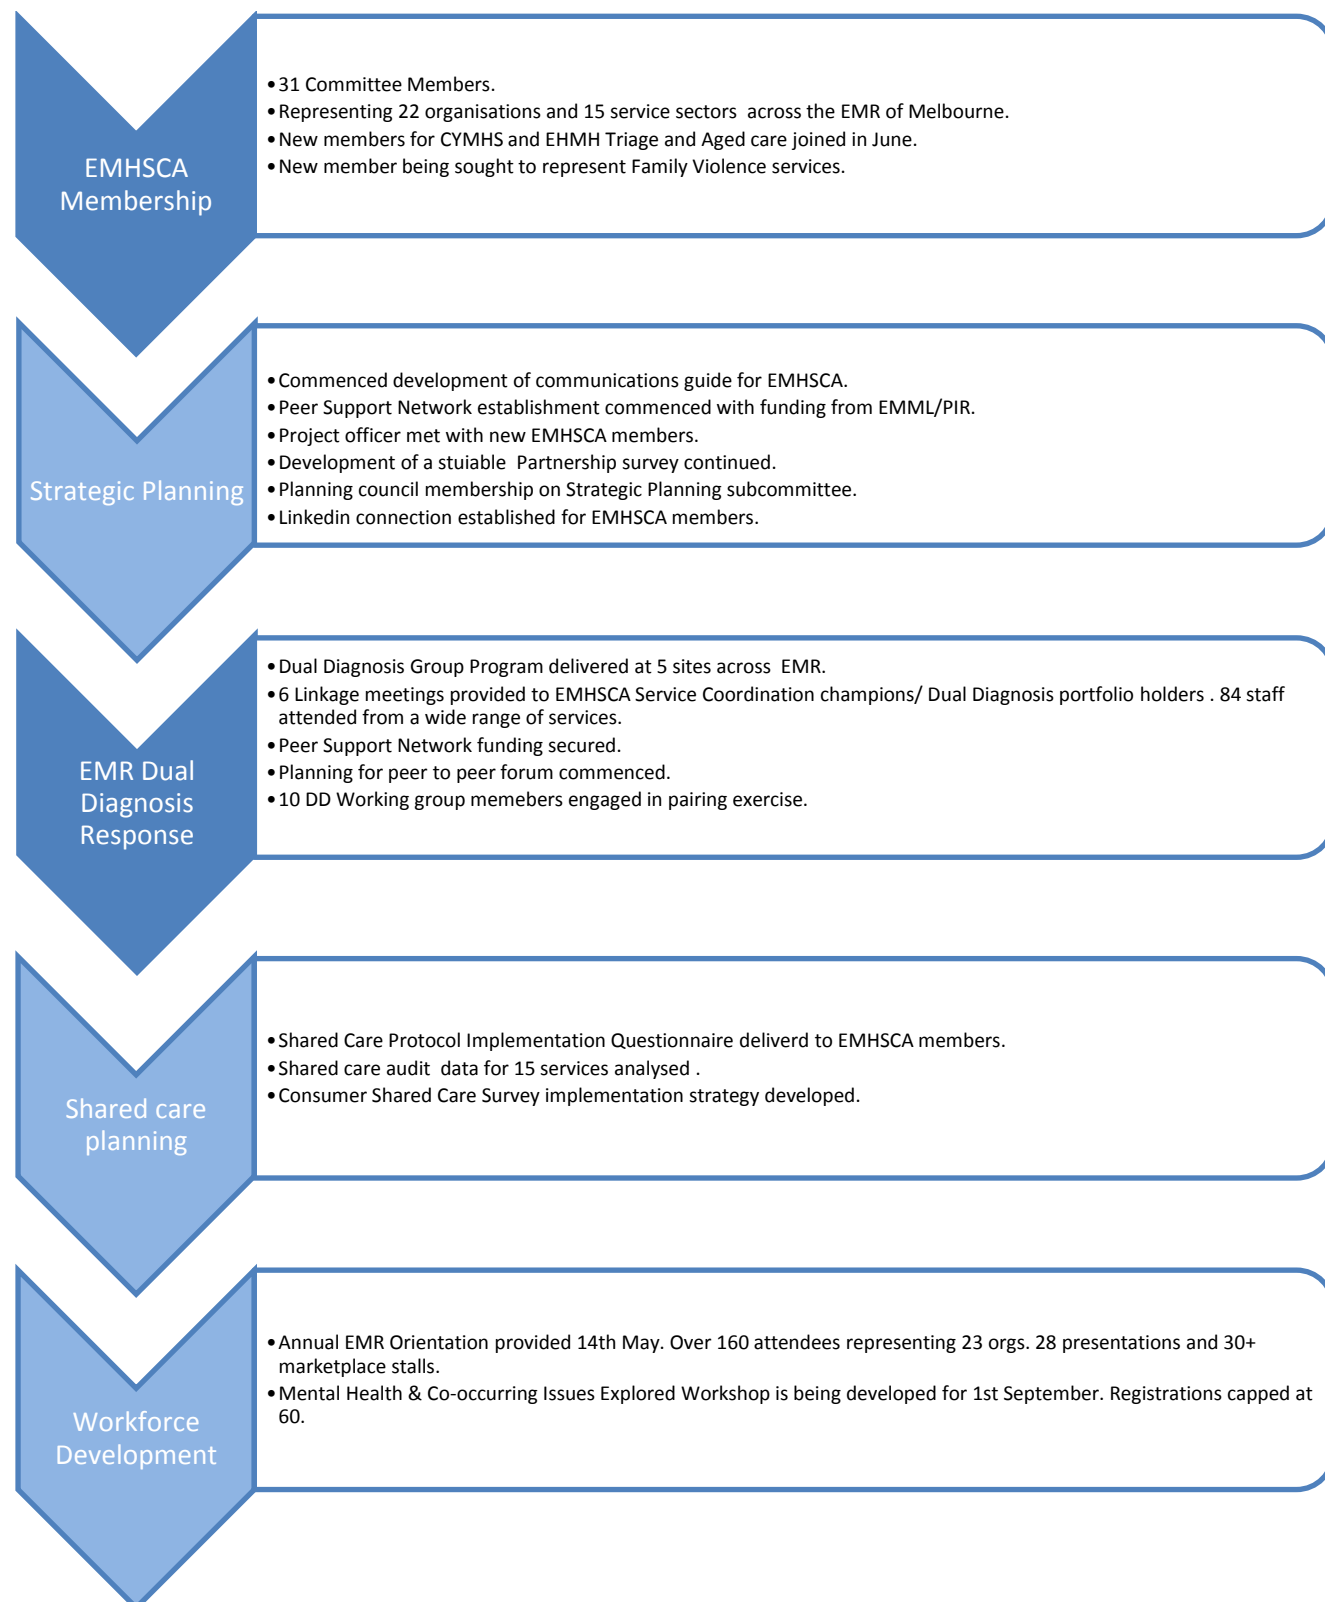 EMHSCA
Membership
•31 Committee Members.
•Representing 22 organisations and 15 service sectors across the EMR of Melbourne.
•New members for CYMHS and EHMH Triage and Aged care joined in June.
•New member being sought to represent Family Violence services.
Strategic Planning
•Commenced development of communications guide for EMHSCA.
•Peer Support Network establishment commenced with funding from EMML/PIR.
•Project officer met with new EMHSCA members.
•Development of a stuiable Partnership survey continued.
•Planning council membership on Strategic Planning subcommittee.
•Linkedin connection established for EMHSCA members.
EMR Dual
Diagnosis
Response
•Dual Diagnosis Group Program delivered at 5 sites across EMR.
•6 Linkage meetings provided to EMHSCA Service Coordination champions/ Dual Diagnosis portfolio holders . 84 staff
attended from a wide range of services.
•Peer Support Network funding secured.
•Planning for peer to peer forum commenced.
•10 DD Working group memebers engaged in pairing exercise.
Shared care
planning
•Shared Care Protocol Implementation Questionnaire deliverd to EMHSCA members.
•Shared care audit data for 15 services analysed .
•Consumer Shared Care Survey implementation strategy developed.
Workforce
Development
•Annual EMR Orientation provided 14th May. Over 160 attendees representing 23 orgs. 28 presentations and 30+
marketplace stalls.
•Mental Health & Co-occurring Issues Explored Workshop is being developed for 1st September. Registrations capped at
60.